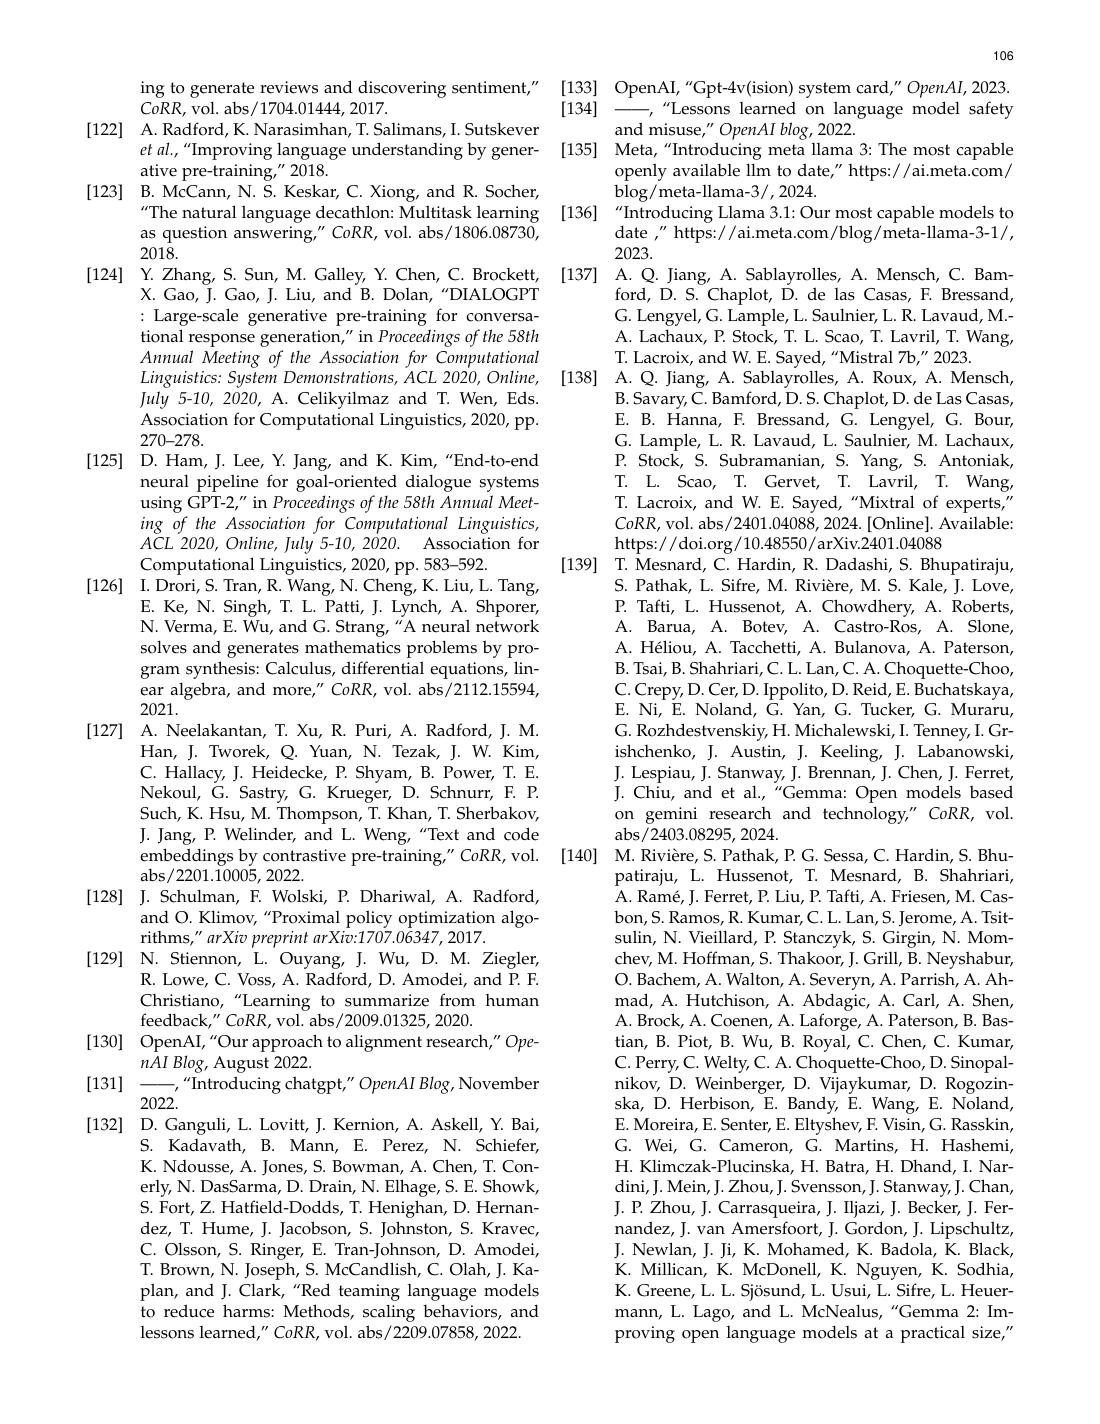 106
ing to generate reviews and discovering sentiment,”
CoRR, vol. abs/1704.01444, 2017.
[122] A. Radford, K. Narasimhan, T. Salimans, I. Sutskever
et al., “Improving language understanding by gener-
ative pre-training,” 2018.
[123] B. McCann, N. S. Keskar, C. Xiong, and R. Socher,
“The natural language decathlon: Multitask learning
as question answering,” CoRR, vol. abs/1806.08730,
2018.
[124] Y. Zhang, S. Sun, M. Galley, Y. Chen, C. Brockett,
X. Gao, J. Gao, J. Liu, and B. Dolan, “DIALOGPT
: Large-scale generative pre-training for conversa-
tional response generation,” in Proceedings of the 58th
Annual Meeting of the Association for Computational
Linguistics: System Demonstrations, ACL 2020, Online,
July 5-10, 2020, A. Celikyilmaz and T. Wen, Eds.
Association for Computational Linguistics, 2020, pp.
270–278.
[125] D. Ham, J. Lee, Y. Jang, and K. Kim, “End-to-end
neural pipeline for goal-oriented dialogue systems
using GPT-2,” in Proceedings of the 58th Annual Meet-
ing of the Association for Computational Linguistics,
ACL 2020, Online, July 5-10, 2020. Association for
Computational Linguistics, 2020, pp. 583–592.
[126] I. Drori, S. Tran, R. Wang, N. Cheng, K. Liu, L. Tang,
E. Ke, N. Singh, T. L. Patti, J. Lynch, A. Shporer,
N. Verma, E. Wu, and G. Strang, “A neural network
solves and generates mathematics problems by pro-
gram synthesis: Calculus, differential equations, lin-
ear algebra, and more,” CoRR, vol. abs/2112.15594,
2021.
[127] A. Neelakantan, T. Xu, R. Puri, A. Radford, J. M.
Han, J. Tworek, Q. Yuan, N. Tezak, J. W. Kim,
C. Hallacy, J. Heidecke, P. Shyam, B. Power, T. E.
Nekoul, G. Sastry, G. Krueger, D. Schnurr, F. P.
Such, K. Hsu, M. Thompson, T. Khan, T. Sherbakov,
J. Jang, P. Welinder, and L. Weng, “Text and code
embeddings by contrastive pre-training,” CoRR, vol.
abs/2201.10005, 2022.
[128] J. Schulman, F. Wolski, P. Dhariwal, A. Radford,
and O. Klimov, “Proximal policy optimization algo-
rithms,” arXiv preprint arXiv:1707.06347, 2017.
[129] N. Stiennon, L. Ouyang, J. Wu, D. M. Ziegler,
R. Lowe, C. Voss, A. Radford, D. Amodei, and P. F.
Christiano, “Learning to summarize from human
feedback,” CoRR, vol. abs/2009.01325, 2020.
[130] OpenAI, “Our approach to alignment research,” Ope-
nAI Blog, August 2022.
[131] ——, “Introducing chatgpt,” OpenAI Blog, November
2022.
[132] D. Ganguli, L. Lovitt, J. Kernion, A. Askell, Y. Bai,
S. Kadavath, B. Mann, E. Perez, N. Schiefer,
K. Ndousse, A. Jones, S. Bowman, A. Chen, T. Con-
erly, N. DasSarma, D. Drain, N. Elhage, S. E. Showk,
S. Fort, Z. Hatfield-Dodds, T. Henighan, D. Hernan-
dez, T. Hume, J. Jacobson, S. Johnston, S. Kravec,
C. Olsson, S. Ringer, E. Tran-Johnson, D. Amodei,
T. Brown, N. Joseph, S. McCandlish, C. Olah, J. Ka-
plan, and J. Clark, “Red teaming language models
to reduce harms: Methods, scaling behaviors, and
lessons learned,” CoRR, vol. abs/2209.07858, 2022.
[133] OpenAI, “Gpt-4v(ision) system card,” OpenAI, 2023.
[134] ——, “Lessons learned on language model safety
and misuse,” OpenAI blog, 2022.
[135] Meta, “Introducing meta llama 3: The most capable
openly available llm to date,” https://ai.meta.com/
blog/meta-llama-3/, 2024.
[136] “Introducing Llama 3.1: Our most capable models to
date ,” https://ai.meta.com/blog/meta-llama-3-1/,
2023.
[137] A. Q. Jiang, A. Sablayrolles, A. Mensch, C. Bam-
ford, D. S. Chaplot, D. de las Casas, F. Bressand,
G. Lengyel, G. Lample, L. Saulnier, L. R. Lavaud, M.-
A. Lachaux, P. Stock, T. L. Scao, T. Lavril, T. Wang,
T. Lacroix, and W. E. Sayed, “Mistral 7b,” 2023.
[138] A. Q. Jiang, A. Sablayrolles, A. Roux, A. Mensch,
B. Savary, C. Bamford, D. S. Chaplot, D. de Las Casas,
E. B. Hanna, F. Bressand, G. Lengyel, G. Bour,
G. Lample, L. R. Lavaud, L. Saulnier, M. Lachaux,
P. Stock, S. Subramanian, S. Yang, S. Antoniak,
T. L. Scao, T. Gervet, T. Lavril, T. Wang,
T. Lacroix, and W. E. Sayed, “Mixtral of experts,”
CoRR, vol. abs/2401.04088, 2024. [Online]. Available:
https://doi.org/10.48550/arXiv.2401.04088
[139] T. Mesnard, C. Hardin, R. Dadashi, S. Bhupatiraju,
S. Pathak, L. Sifre, M. Rivière, M. S. Kale, J. Love,
P. Tafti, L. Hussenot, A. Chowdhery, A. Roberts,
A. Barua, A. Botev, A. Castro-Ros, A. Slone,
A. Héliou, A. Tacchetti, A. Bulanova, A. Paterson,
B. Tsai, B. Shahriari, C. L. Lan, C. A. Choquette-Choo,
C. Crepy, D. Cer, D. Ippolito, D. Reid, E. Buchatskaya,
E. Ni, E. Noland, G. Yan, G. Tucker, G. Muraru,
G. Rozhdestvenskiy, H. Michalewski, I. Tenney, I. Gr-
ishchenko, J. Austin, J. Keeling, J. Labanowski,
J. Lespiau, J. Stanway, J. Brennan, J. Chen, J. Ferret,
J. Chiu, and et al., “Gemma: Open models based
on gemini research and technology,” CoRR, vol.
abs/2403.08295, 2024.
[140] M. Rivière, S. Pathak, P. G. Sessa, C. Hardin, S. Bhu-
patiraju, L. Hussenot, T. Mesnard, B. Shahriari,
A. Ramé, J. Ferret, P. Liu, P. Tafti, A. Friesen, M. Cas-
bon, S. Ramos, R. Kumar, C. L. Lan, S. Jerome, A. Tsit-
sulin, N. Vieillard, P. Stanczyk, S. Girgin, N. Mom-
chev, M. Hoffman, S. Thakoor, J. Grill, B. Neyshabur,
O. Bachem, A. Walton, A. Severyn, A. Parrish, A. Ah-
mad, A. Hutchison, A. Abdagic, A. Carl, A. Shen,
A. Brock, A. Coenen, A. Laforge, A. Paterson, B. Bas-
tian, B. Piot, B. Wu, B. Royal, C. Chen, C. Kumar,
C. Perry, C. Welty, C. A. Choquette-Choo, D. Sinopal-
nikov, D. Weinberger, D. Vijaykumar, D. Rogozin-
ska, D. Herbison, E. Bandy, E. Wang, E. Noland,
E. Moreira, E. Senter, E. Eltyshev, F. Visin, G. Rasskin,
G. Wei, G. Cameron, G. Martins, H. Hashemi,
H. Klimczak-Plucinska, H. Batra, H. Dhand, I. Nar-
dini, J. Mein, J. Zhou, J. Svensson, J. Stanway, J. Chan,
J. P. Zhou, J. Carrasqueira, J. Iljazi, J. Becker, J. Fer-
nandez, J. van Amersfoort, J. Gordon, J. Lipschultz,
J. Newlan, J. Ji, K. Mohamed, K. Badola, K. Black,
K. Millican, K. McDonell, K. Nguyen, K. Sodhia,
K. Greene, L. L. Sjösund, L. Usui, L. Sifre, L. Heuer-
mann, L. Lago, and L. McNealus, “Gemma 2: Im-
proving open language models at a practical size,”